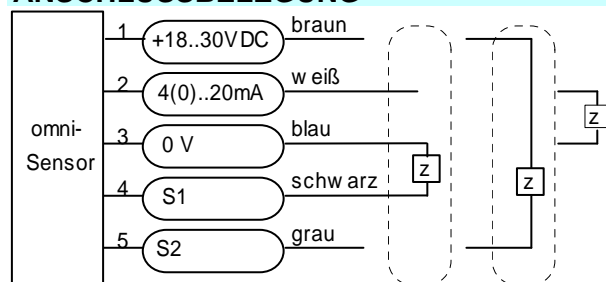 ANSCHLUSSBELEGUNG
1 +18..30VDC braun
2 4(0)..20mA weiß
z
omni-
Sensor
3 0 V blau
z
z
4 S1 schwarz
5 S2 grau